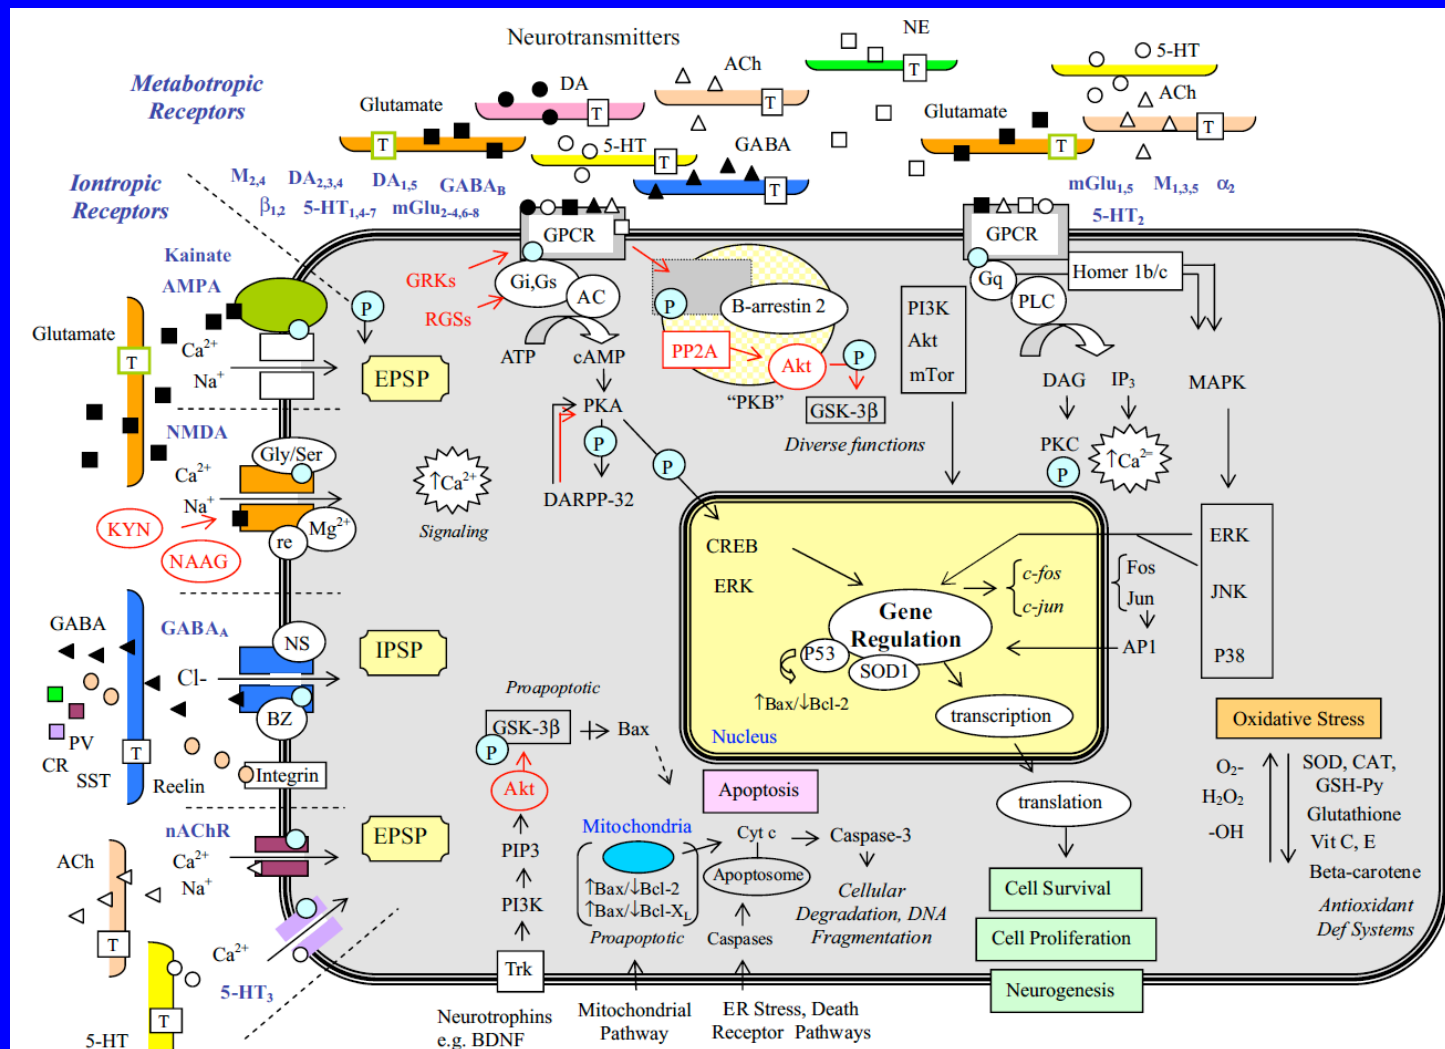 Neurotransmitters
NE
5-HT
Metabotropic
Receptors
Glutamate
DA
ACh
T
T
T
T
Glutamate
ACh
T
T
5-HT
T
GABA
T
T
Iontropic
Receptors
M2,4 DA2,3,4 DA1,5 GABAB
β1,2 5-HT1,4-7 mGlu2-4,6-8
mGlu1,5 M1,3,5 α2
5-HT2
Kainate
AMPA
GPCR
GPCR
GRKs
RGSs
Gi,Gs
AC
ATP
cAMP
P
B-arrestin 2
PP2A
Akt
P
"PKB"
GSK-3β
Diverse functions
PI3K
Akt
mTor
Gq
PLC
Homer 1b/c
DAG
IP3
MAPK
PKC
P
↑Ca2=
Glutamate
T
Ca2+
Na+
P
EPSP
NMDA
Gly/Ser
Ca2+
Na+
Mg2+
re
KYN
NAAG
↑Ca2+
Signaling
PKA
P
P
DARPP-32
CREB
ERK
Gene
Regulation
c-fos
c-jun
P53
SOD1
↑Bax/↓Bcl-2
transcription
Nucleus
Fos
Jun
AP1
ERK
JNK
P38
GABA
GABAA
NS
Cl-
IPSP
BZ
PV
CR
SST
T
Reelin
Integrin
Proapoptotic
GSK-3β
Bax
P
Akt
PIP3
PI3K
Trk
Neurotrophins
e.g. BDNF
Apoptosis
Mitochondria
↑Bax/↓Bcl-2
↑Bax/↓Bcl-XL
Proapoptotic
Mitochondrial
Pathway
Cyt c
Caspase-3
Apoptosome
Caspases
Cellular
Degradation, DNA
Fragmentation
ER Stress, Death
Receptor Pathways
translation
Cell Survival
Cell Proliferation
Neurogenesis
Oxidative Stress
O2-
H2O2
-OH
SOD, CAT,
GSH-Py
Glutathione
Vit C, E
Beta-carotene
Antioxidant
Def Systems
nAChR
ACh
Ca2+
Na+
EPSP
T
Ca2+
5-HT3
T
5-HT